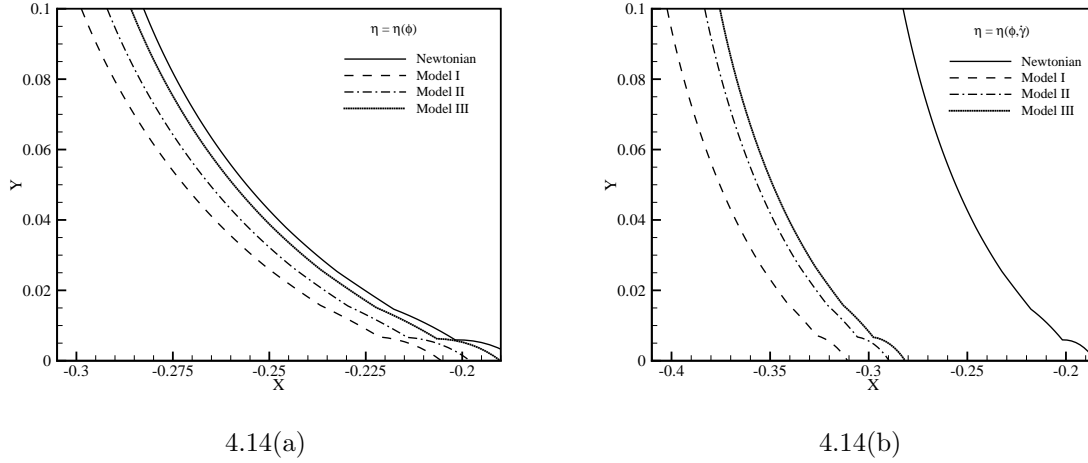 η = η(ϕ)
Newtonian
Model I
Model II
Model III
Y
0.1
0.08
0.06
0.04
0.02
0
-0.3
-0.275
-0.25
-0.225
-0.2
X
4.14(a)
η = η(ϕ,γ̇)
Newtonian
Model I
Model II
Model III
Y
0.1
0.08
0.06
0.04
0.02
0
-0.4
-0.35
-0.3
-0.25
-0.2
X
4.14(b)